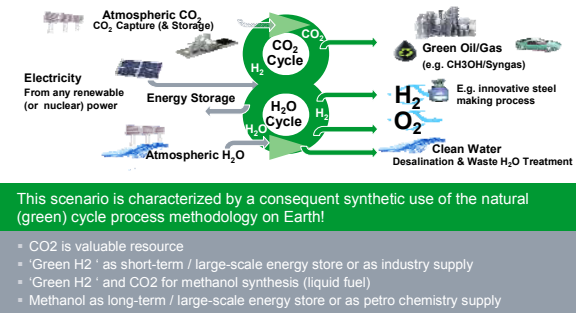 Atmospheric CO2
CO2 Capture (& Storage)
CO2
CO2
Cycle
H2
Green Oil/Gas
(e.g. CH3OH/Syngas)
Electricity
From any renewable
(or nuclear) power
Energy Storage
H2O
Cycle
H2
H2O
Atmospheric H2O
H2
E.g. innovative steel
making process
O2
Clean Water
Desalination & Waste H2O Treatment
This scenario is characterized by a consequent synthetic use of the natural
(green) cycle process methodology on Earth!
▪ CO2 is valuable resource
▪ ‘Green H2 ‘ as short-term / large-scale energy store or as industry supply
▪ ‘Green H2 ‘ and CO2 for methanol synthesis (liquid fuel)
▪ Methanol as long-term / large-scale energy store or as petro chemistry supply